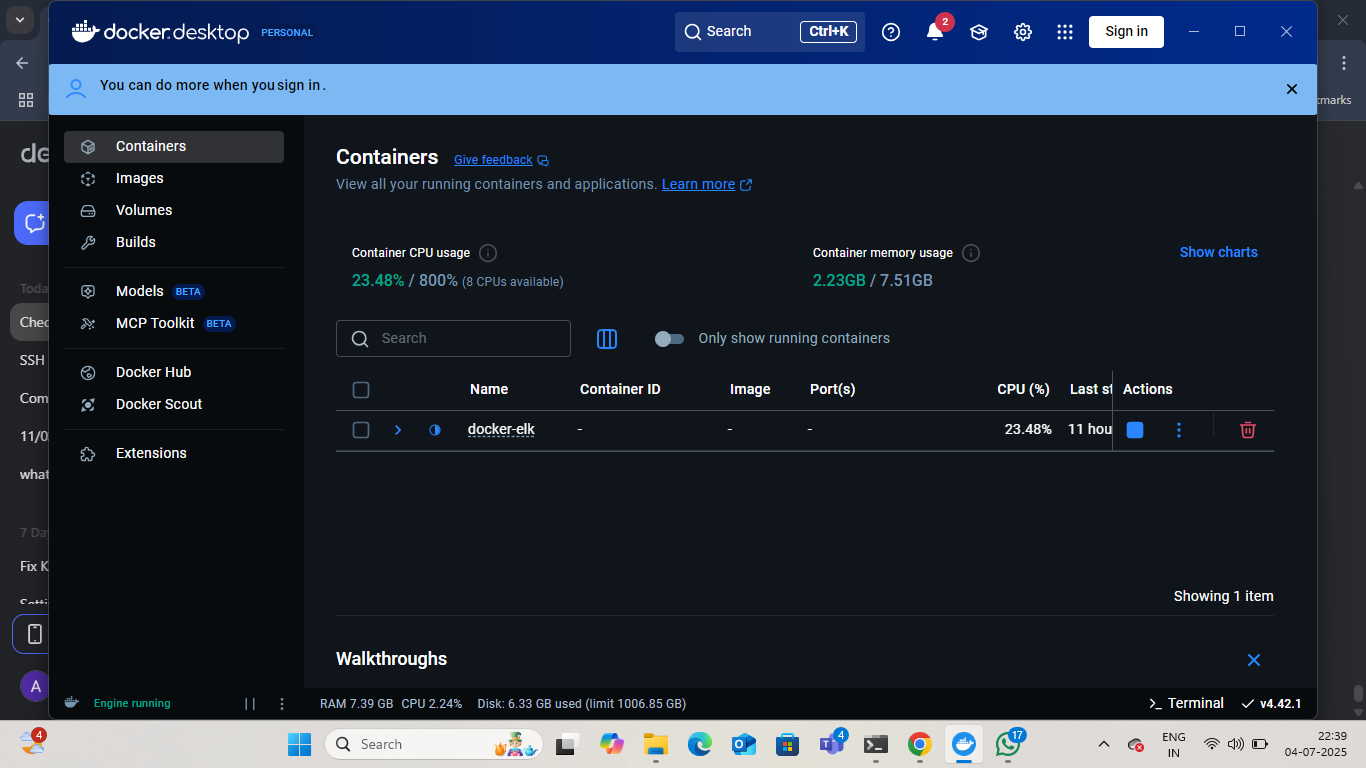 docker.desktop PERSONAL
Search Ctrl+K
2
Sign in
You can do more when you sign in.
kmarks
de
Containers
Images
Volumes
Builds
Models BETA
MCP Toolkit BETA
Docker Hub
Docker Scout
Extensions
Toda
Chec
SSH
Com
11/0
what
7 Day
Fix K
A
Containers Give feedback
View all your running containers and applications. Learn more
Container CPU usage
23.48% / 800% (8 CPUs available)
Container memory usage
2.23GB / 7.51GB
Show charts
Search
Only show running containers
Name Container ID Image Port(s) CPU (%) Last st Actions
docker-elk - - - 23.48% 11 hou
Showing 1 item
Walkthroughs
Engine running
RAM 7.39 GB CPU 2.24% Disk: 6.33 GB used (limit 1006.85 GB)
Terminal v4.42.1
4
Search
4
17
ENG
IN
22:39
04-07-2025